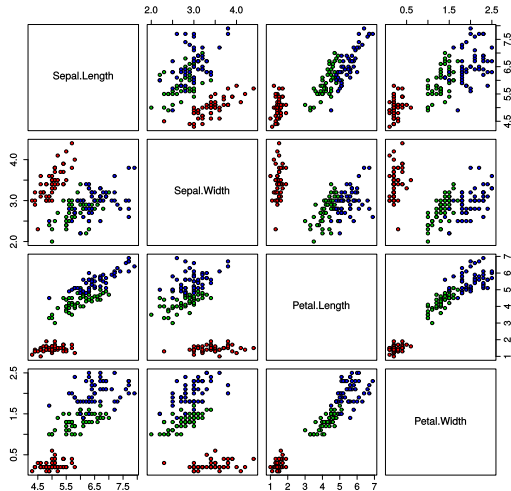 2.0 3.0 4.0 0.5 1.5 2.5
Sepal.Length
4.5 5.5 6.5 7.5
2.0 3.0 4.0
Sepal.Width
Petal.Length
1 2 3 4 5 6 7
0.5 1.5 2.5
Petal.Width
4.5 5.5 6.5 7.5 1 2 3 4 5 6 7